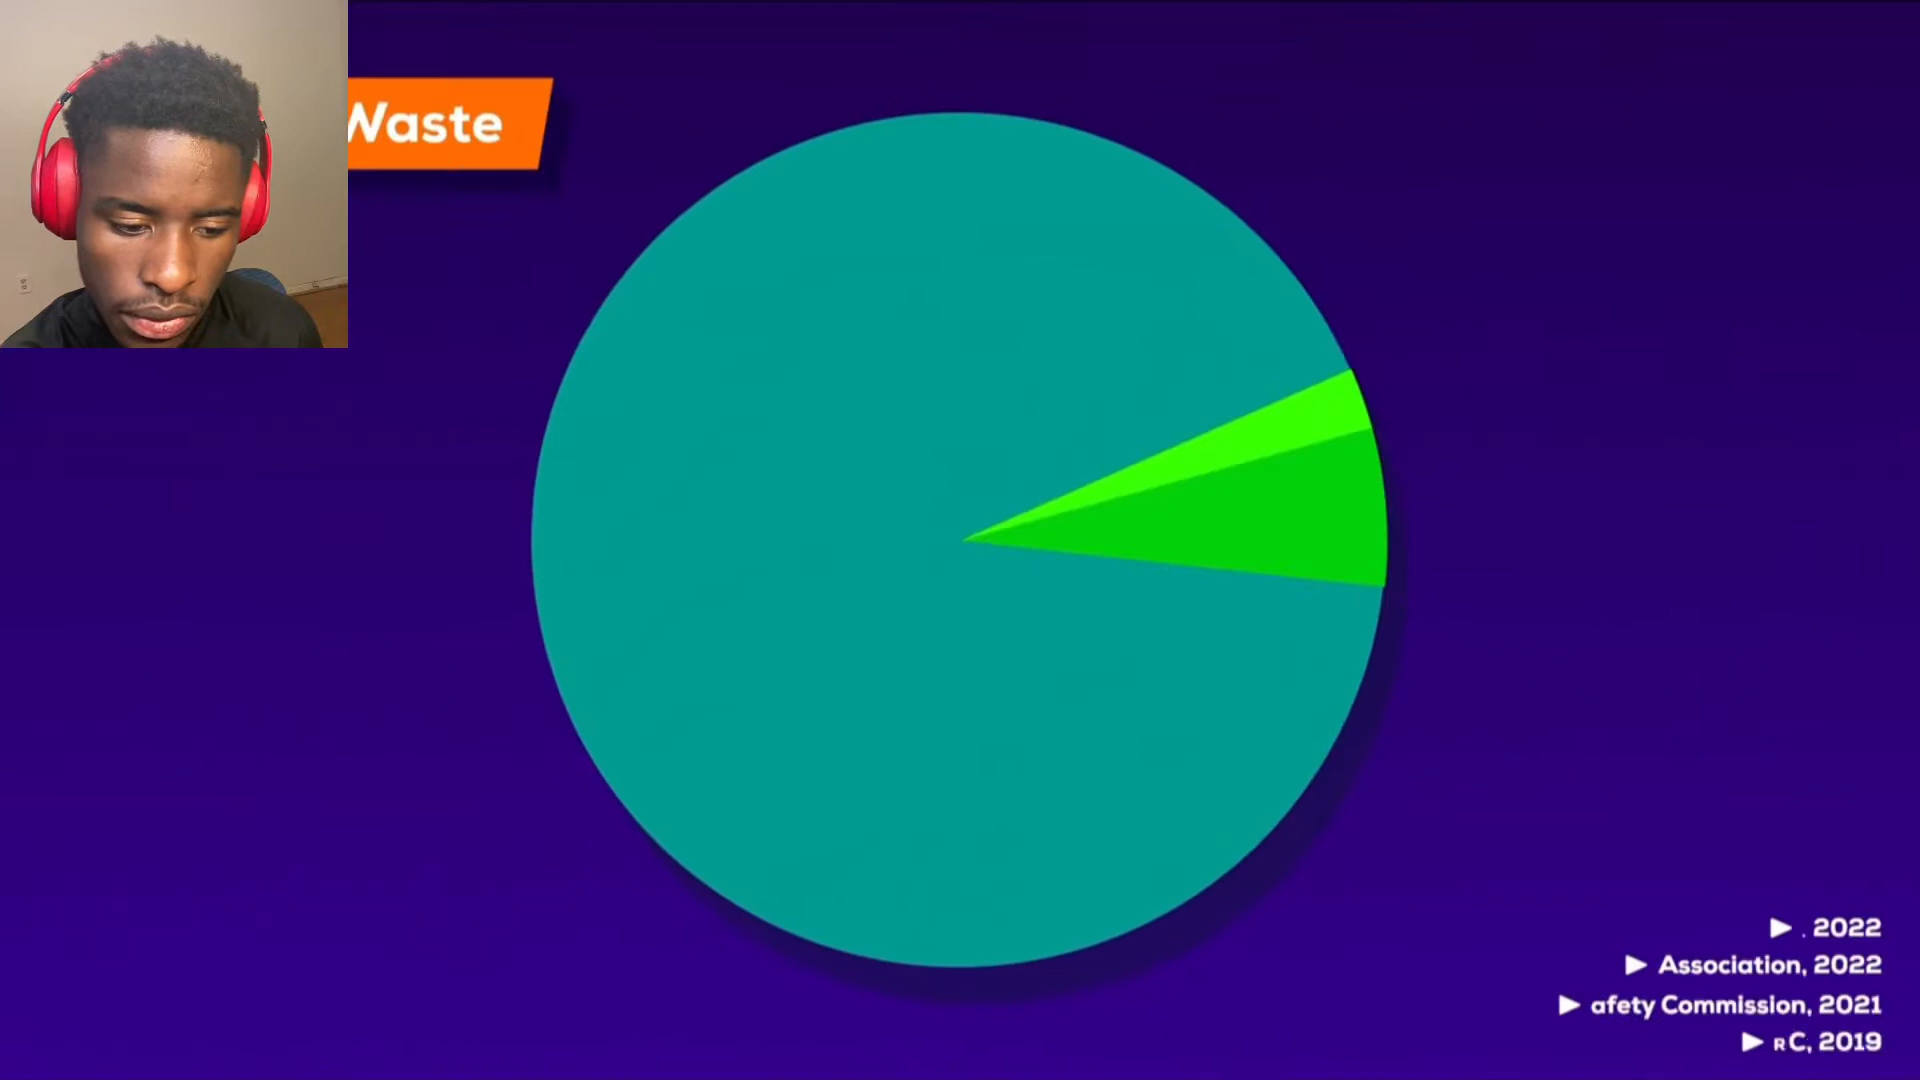 Waste
. 2022
Association, 2022
afety Commission, 2021
RC, 2019